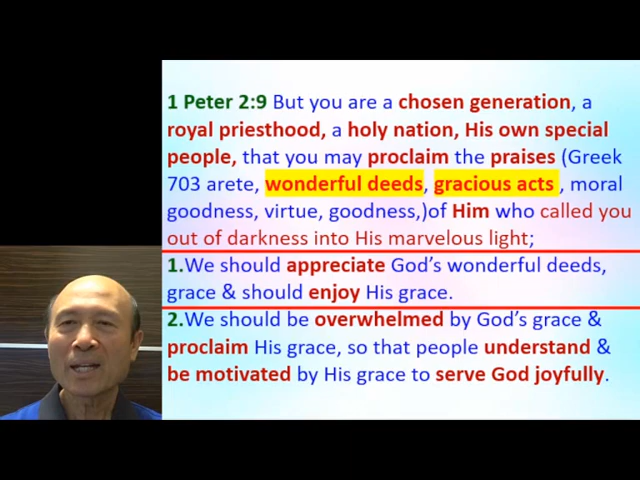 1 Peter 2:9 But you are a chosen generation, a
royal priesthood, a holy nation, His own special
people, that you may proclaim the praises (Greek
703 arete, wonderful deeds, gracious acts , moral
goodness, virtue, goodness,)of Him who called you
out of darkness into His marvelous light;
1.We should appreciate God's wonderful deeds,
grace & should enjoy His grace.
2.We should be overwhelmed by God's grace &
proclaim His grace, so that people understand &
be motivated by His grace to serve God joyfully.